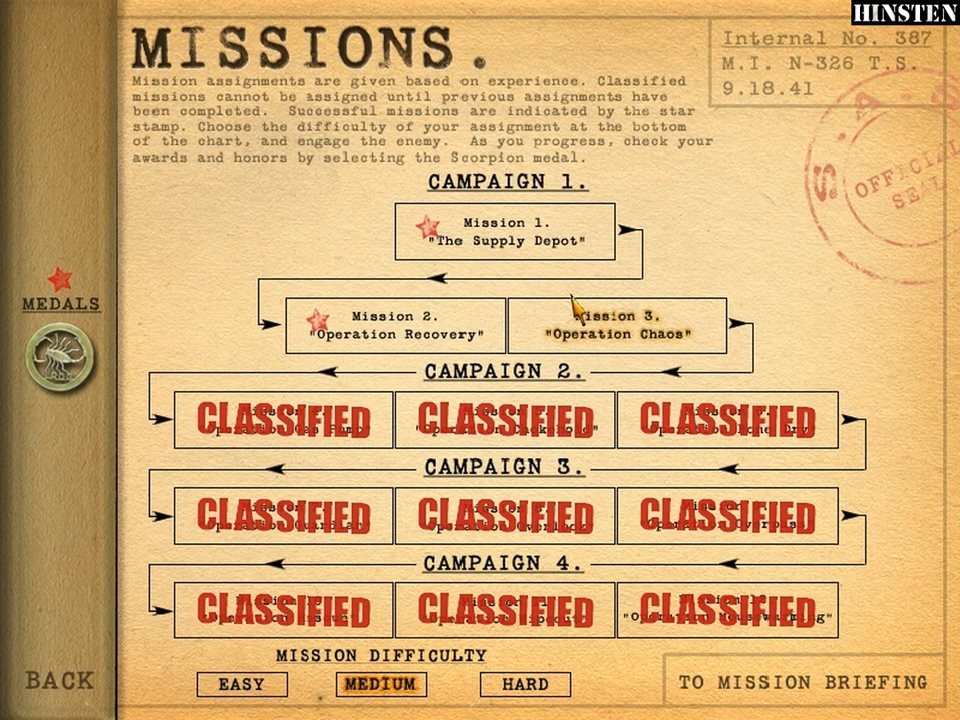 HINSTEN
MISSIONS.
Internal No. 387
M.I. N-326 T.S.
9.18.41
Mission assignments are given based on experience. Classified
missions cannot be assigned until previous assignments have
been completed. Successful missions are indicated by the star
stamp. Choose the difficulty of your assignment at the bottom
of the chart, and engage the enemy. As you progress, check your
awards and honors by selecting the Scorpion medal.
S.A.
OFFICIAL
SEAL
CAMPAIGN 1.
Mission 1.
"The Supply Depot"
MEDALS
Mission 2.
"Operation Recovery"
Mission 3.
"Operation Chaos"
CAMPAIGN 2.
CLASSIFIED
CLASSIFIED
CLASSIFIED
CAMPAIGN 3.
CLASSIFIED
CLASSIFIED
CLASSIFIED
CAMPAIGN 4.
CLASSIFIED
CLASSIFIED
CLASSIFIED
MISSION DIFFICULTY
EASY
MEDIUM
HARD
BACK
TO MISSION BRIEFING